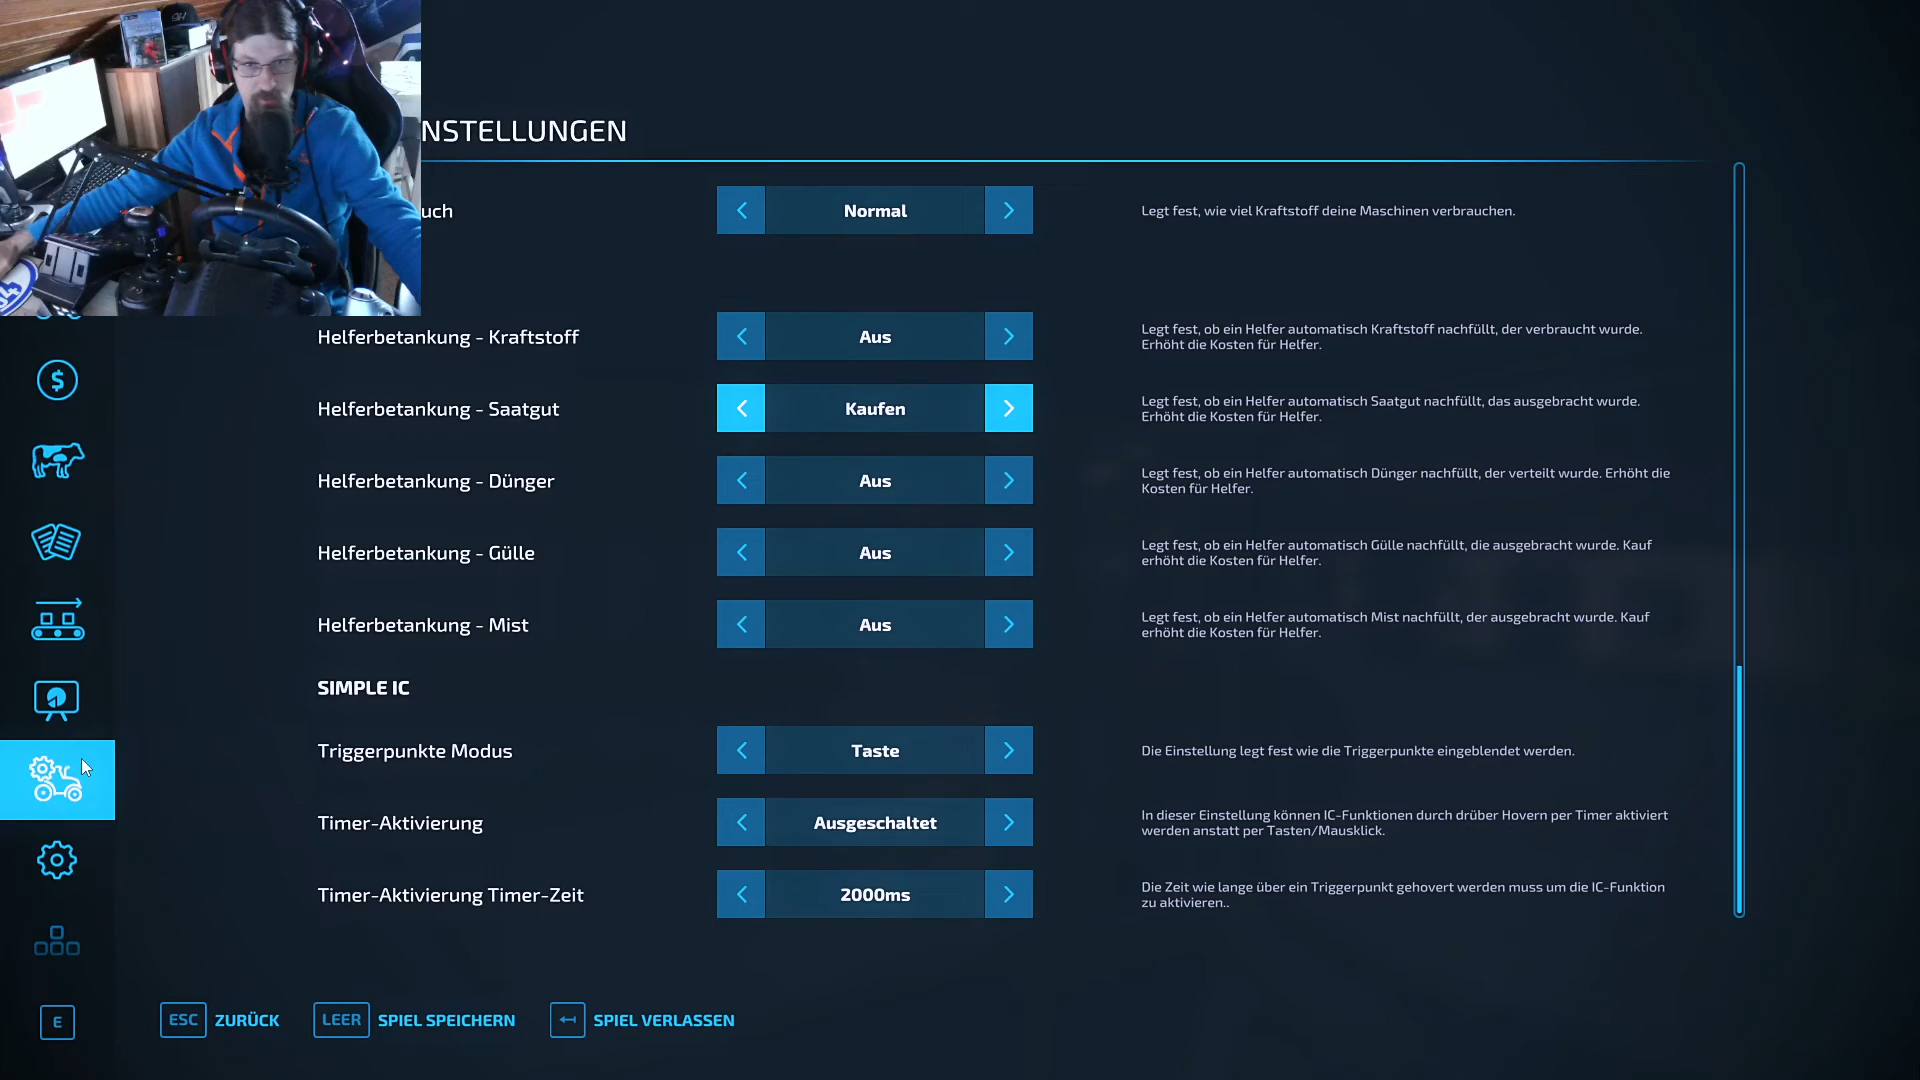 NSTELLUNGEN
uch
Normal
Legt fest, wie viel Kraftstoff deine Maschinen verbrauchen.
Helferbetankung - Kraftstoff
Aus
Legt fest, ob ein Helfer automatisch Kraftstoff nachfüllt, der verbraucht wurde.
Erhöht die Kosten für Helfer.
Helferbetankung - Saatgut
Kaufen
Legt fest, ob ein Helfer automatisch Saatgut nachfüllt, das ausgebracht wurde.
Erhöht die Kosten für Helfer.
Helferbetankung - Dünger
Aus
Legt fest, ob ein Helfer automatisch Dünger nachfüllt, der verteilt wurde. Erhöht die
Kosten für Helfer.
Helferbetankung - Gülle
Aus
Legt fest, ob ein Helfer automatisch Gülle nachfüllt, die ausgebracht wurde. Kauf
erhöht die Kosten für Helfer.
Helferbetankung - Mist
Aus
Legt fest, ob ein Helfer automatisch Mist nachfüllt, der ausgebracht wurde. Kauf
erhöht die Kosten für Helfer.
SIMPLE IC
Triggerpunkte Modus
Taste
Die Einstellung legt fest wie die Triggerpunkte eingeblendet werden.
Timer-Aktivierung
Ausgeschaltet
In dieser Einstellung können IC-Funktionen durch drüber Hovern per Timer aktiviert
werden anstatt per Tasten/Mausklick.
Timer-Aktivierung Timer-Zeit
2000ms
Die Zeit wie lange über ein Triggerpunkt gehovert werden muss um die IC-Funktion
zu aktivieren..
E
ESC ZURÜCK
LEER SPIEL SPEICHERN
SPIEL VERLASSEN